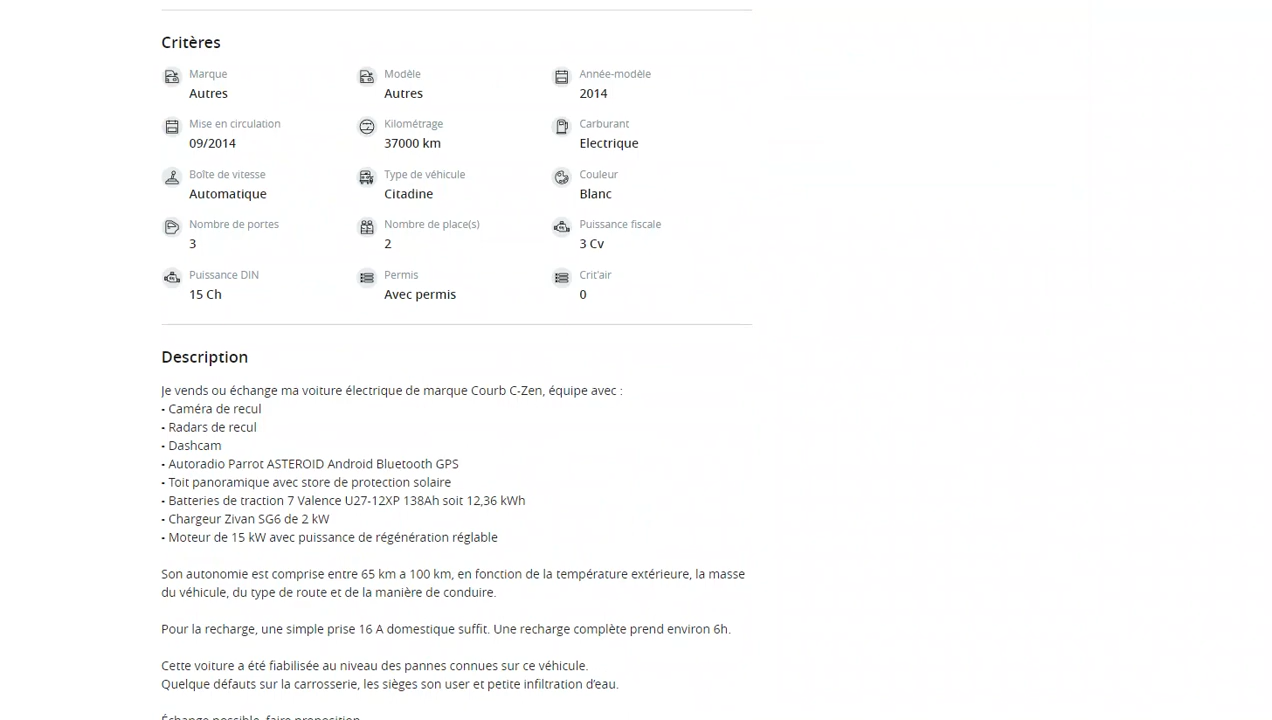 Critères
Marque
Autres
Modèle
Autres
Année-modèle
2014
Mise en circulation
09/2014
Kilométrage
37000 km
Carburant
Electrique
Boîte de vitesse
Automatique
Type de véhicule
Citadine
Couleur
Blanc
Nombre de portes
3
Nombre de place(s)
2
Puissance fiscale
3 Cv
Puissance DIN
15 Ch
Permis
Avec permis
Crit'air
0
Description
Je vends ou échange ma voiture électrique de marque Courb C-Zen, équipe avec :
- Caméra de recul
- Radars de recul
- Dashcam
- Autoradio Parrot ASTEROID Android Bluetooth GPS
- Toit panoramique avec store de protection solaire
- Batteries de traction 7 Valence U27-12XP 138Ah soit 12,36 kWh
- Chargeur Zivan SG6 de 2 kW
- Moteur de 15 kW avec puissance de régénération réglable
Son autonomie est comprise entre 65 km a 100 km, en fonction de la température extérieure, la masse
du véhicule, du type de route et de la manière de conduire.
Pour la recharge, une simple prise 16 A domestique suffit. Une recharge complète prend environ 6h.
Cette voiture a été fiabilisée au niveau des pannes connues sur ce véhicule.
Quelque défauts sur la carrosserie, les sièges son user et petite infiltration d'eau.
Échange possible, faire proposition